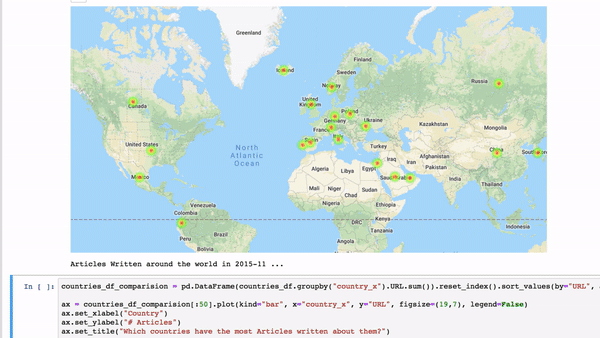 Greenland
Iceland
Finland
Sweden
Norway
Russia
Canada
United
Kingdom
Poland
Germany
Ukraine
France
Kazakhstan
Mongolia
United States
Spain
Italy
Turkey
China
South Korea
North
Atlantic
Ocean
Iraq
Iran
Afghanistan
Pakistan
Algeria
Libya
Egypt
Saudi Arabia
Mexico
India
Mali
Niger
Chad
Sudan
Thailand
Venezuela
Nigeria
Ethiopia
Colombia
Kenya
DRC
Indonesia
Brazil
Tanzania
Peru
Angola
Articles Written around the world in 2015-11 ...
In [ ]:
countries_df_comparision = pd.DataFrame(countries_df.groupby("country_x").URL.sum()).reset_index().sort_values(by="URL",
ax = countries_df_comparision[:50].plot(kind="bar", x="country_x", y="URL", figsize=(19,7), legend=False)
ax.set_xlabel("Country")
ax.set_ylabel("# Articles")
ax.set_title("Which countries have the most Articles written about them?")